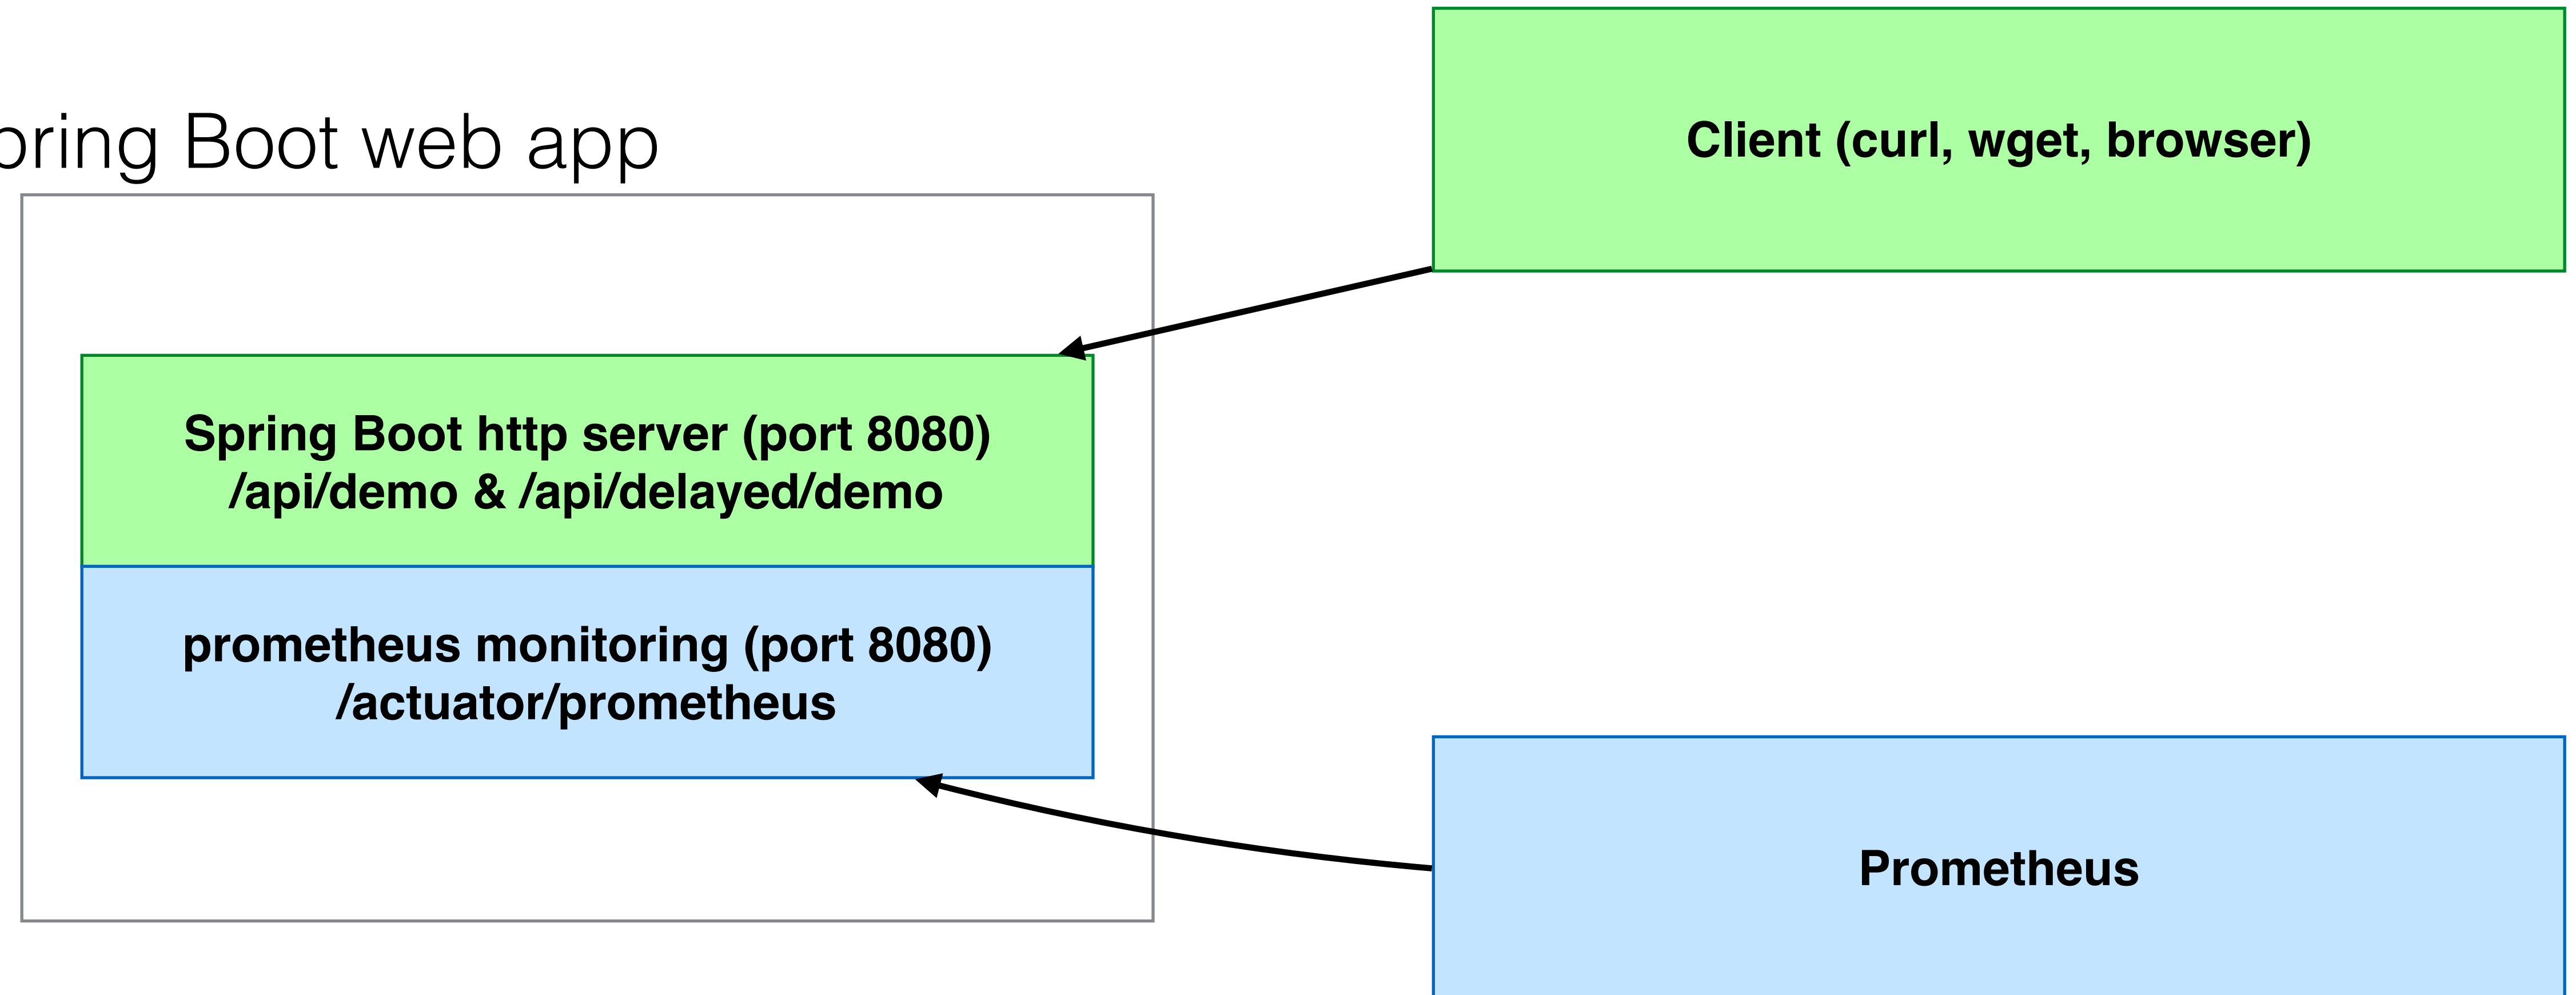 pring Boot web app
Client (curl, wget, browser)
Spring Boot http server (port 8080)
/api/demo & /api/delayed/demo
prometheus monitoring (port 8080)
/actuator/prometheus
Prometheus